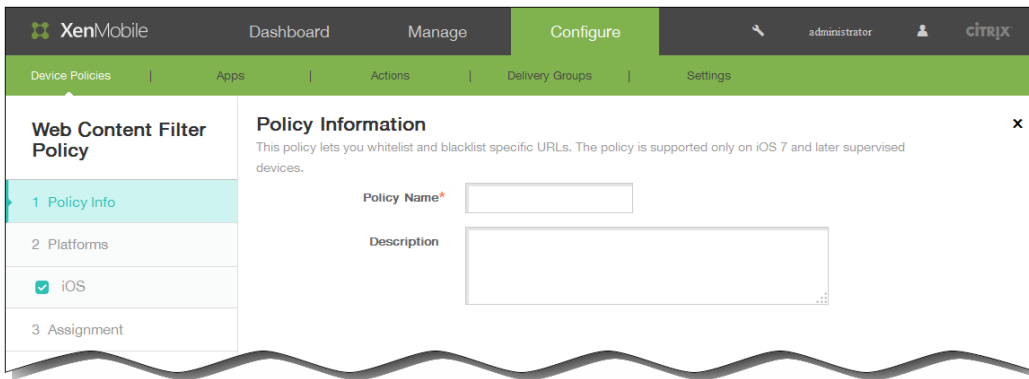 XenMobile Dashboard Manage Configure administrator CİTRIX
Device Policies | Apps | Actions | Delivery Groups | Settings
Web Content Filter
Policy
1 Policy Info
2 Platforms
iOS
3 Assignment
Policy Information
x
This policy lets you whitelist and blacklist specific URLs. The policy is supported only on iOS 7 and later supervised
devices.
Policy Name*
Description